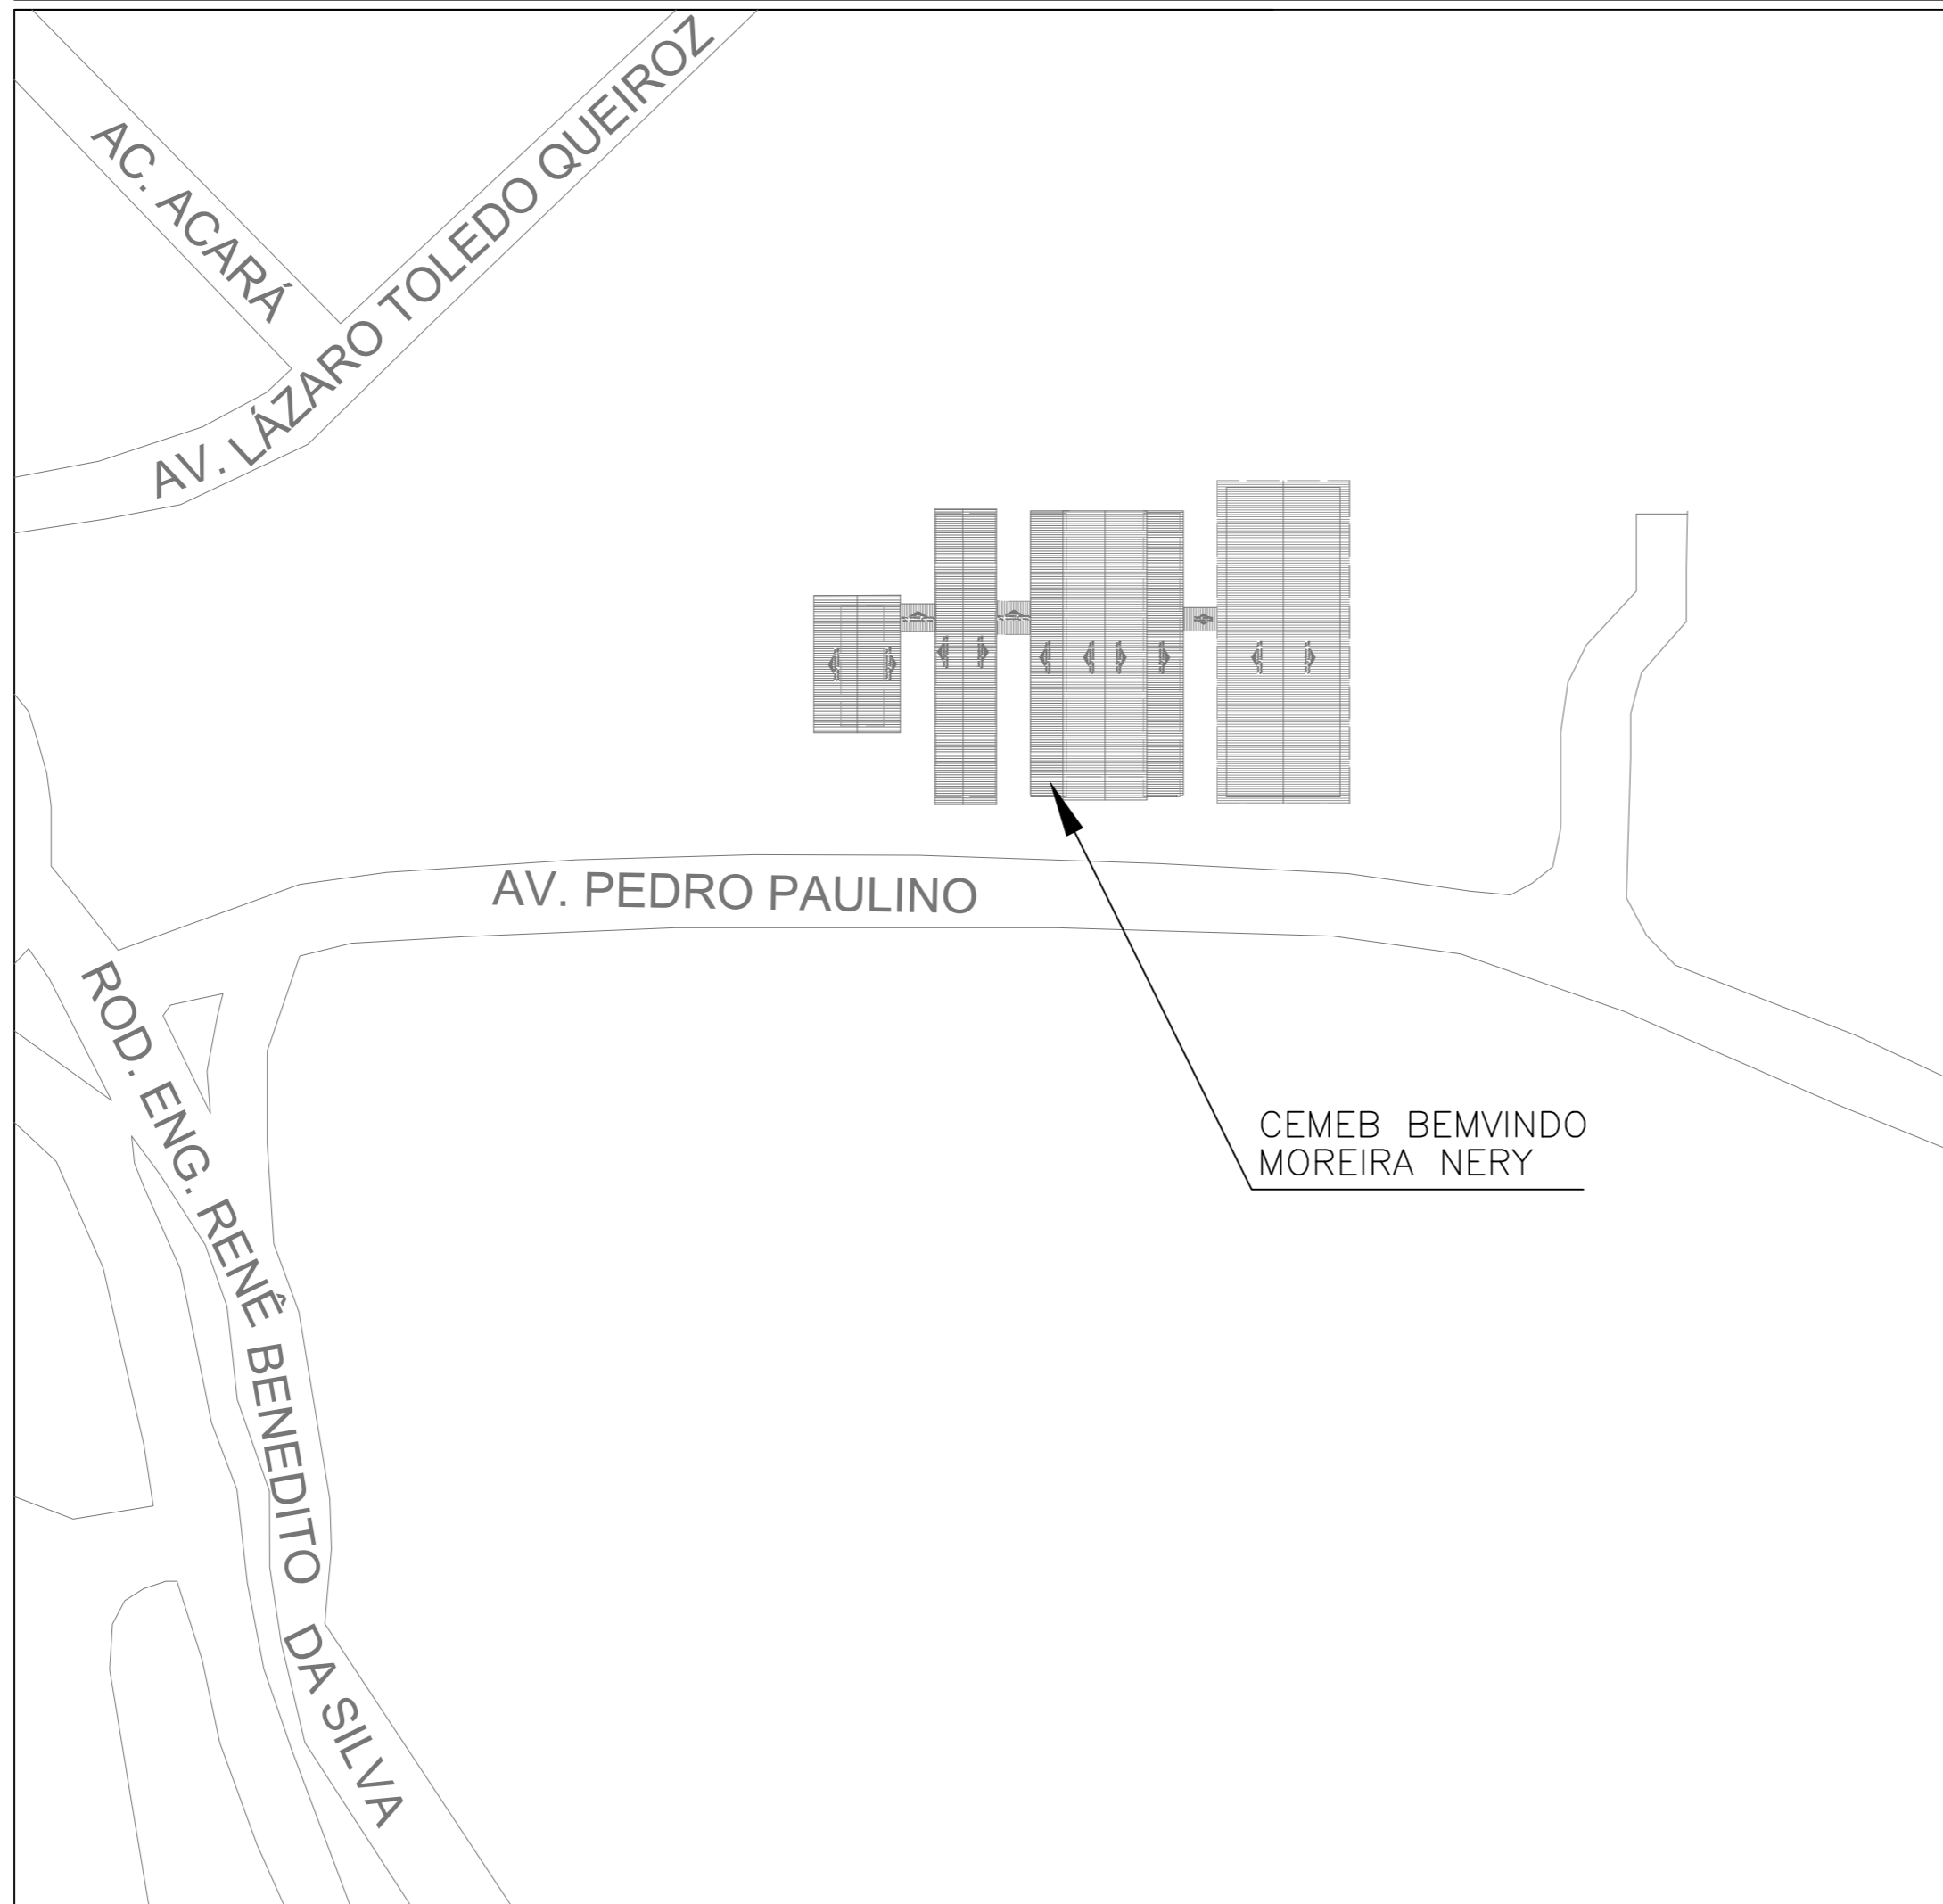 AC. ACARÁ
AV. LÁZARO TOLEDO QUEIROZ
AV. PEDRO PAULINO
ROD. ENG. RENÊ BENEDITO DA SILVA
CEMEB BEMVINDO
MOREIRA NERY